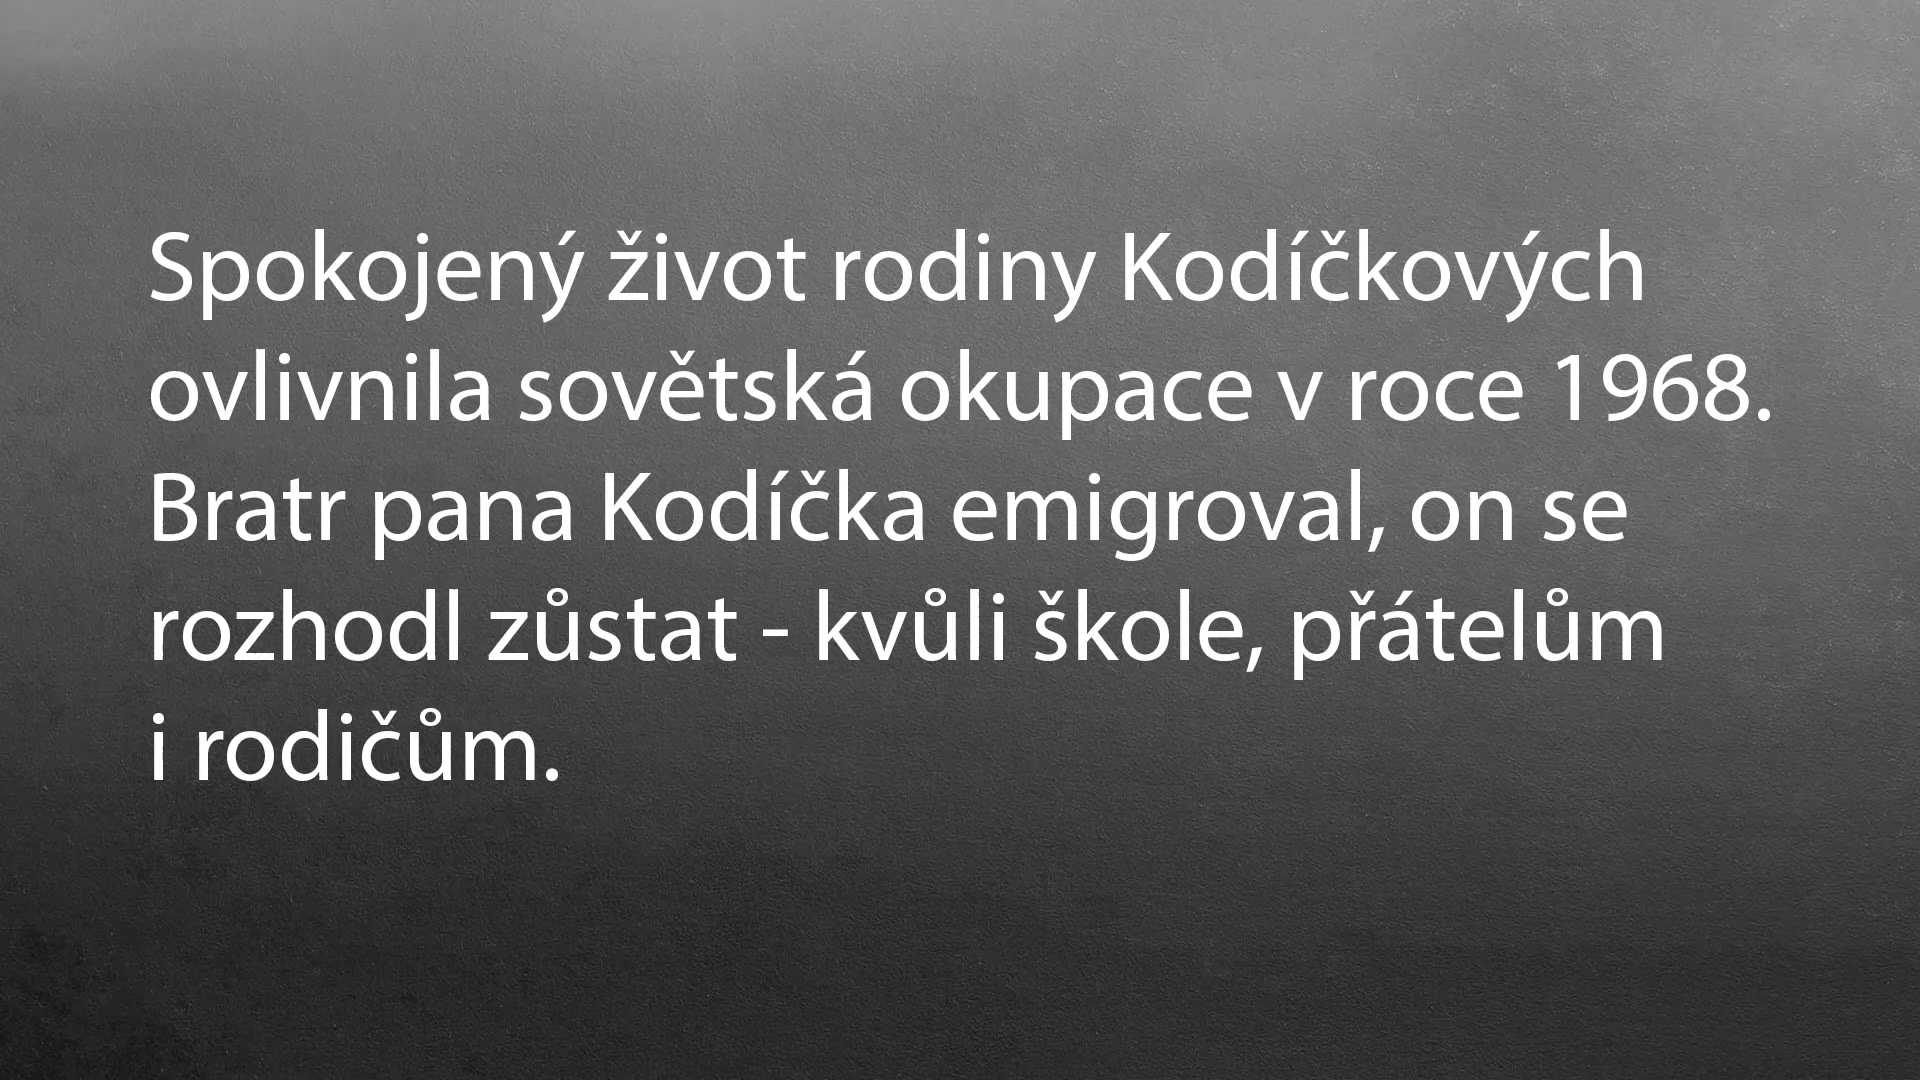 Spokojený život rodiny Kodíčkových
ovlivnila sovětská okupace v roce 1968.
Bratr pana Kodíčka emigroval, on se
rozhodl zůstat - kvůli škole, přátelům
i rodičům.